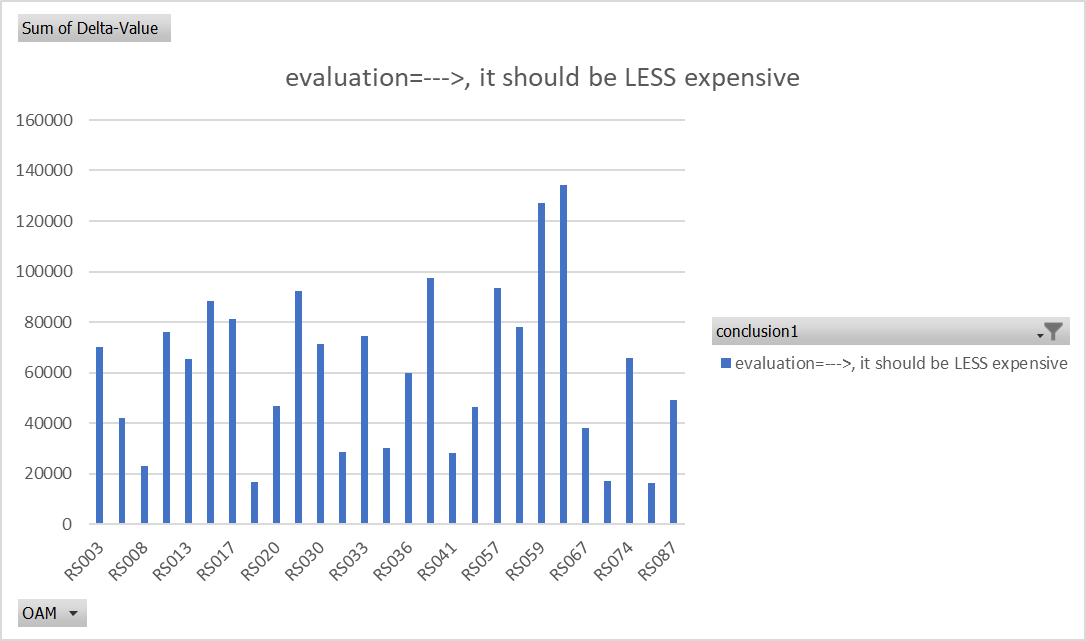 Sum of Delta-Value
evaluation=--->, it should be LESS expensive
160000
140000
120000
100000
80000
60000
40000
20000
0
RS003
RS008
RS013
RS017
RS020
RS030
RS033
RS036
RS041
RS057
RS059
RS067
RS074
RS087
conclusion1
evaluation=--->, it should be LESS expensive
OAM